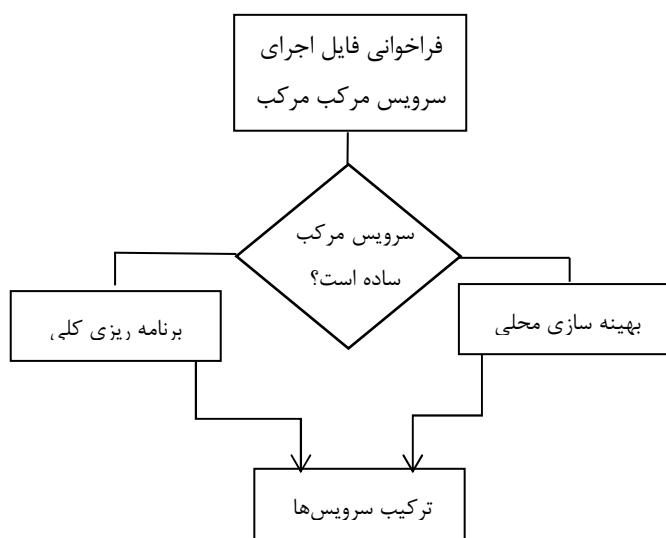 فراخوانی فایل اجرای
سرویس مرکب مرکب
سرویس مرکب
ساده است؟
بهینه سازی محلی
برنامه ریزی کلی
ترکیب سرویس‌ها